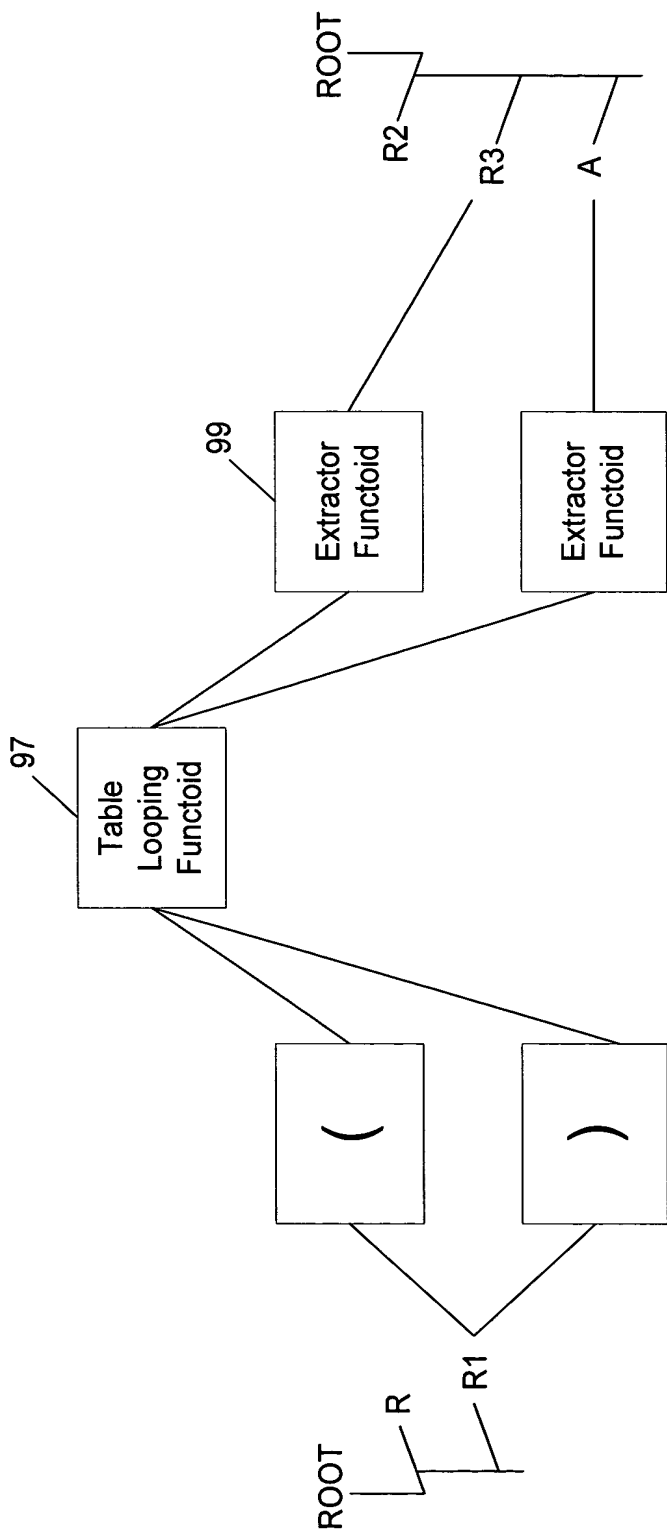 ROOT
R
R1
(
)
97
Table
Looping
Functoid
99
Extractor
Functoid
Extractor
Functoid
ROOT
R2
R3
A